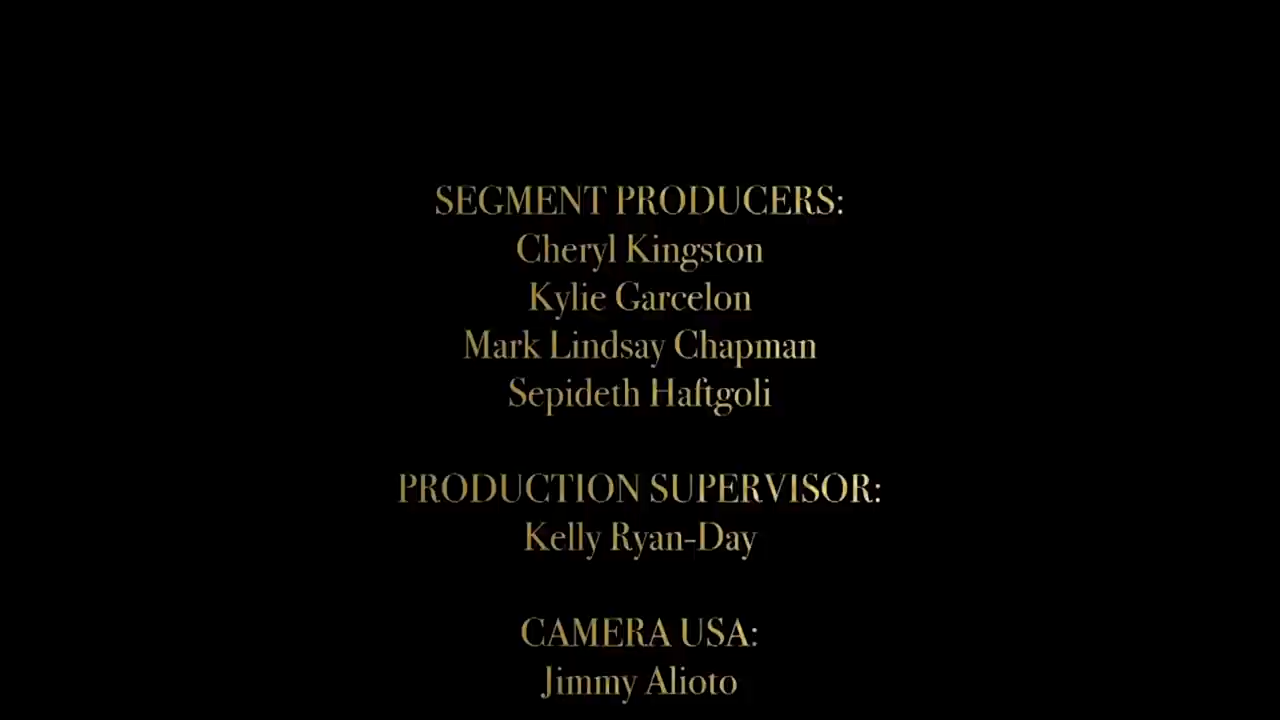 SEGMENT PRODUCERS:
Cheryl Kingston
Kylie Garcelon
Mark Lindsay Chapman
Sepideth Haftgoli
PRODUCTION SUPERVISOR:
Kelly Ryan-Day
CAMERA USA:
Jimmy Alioto